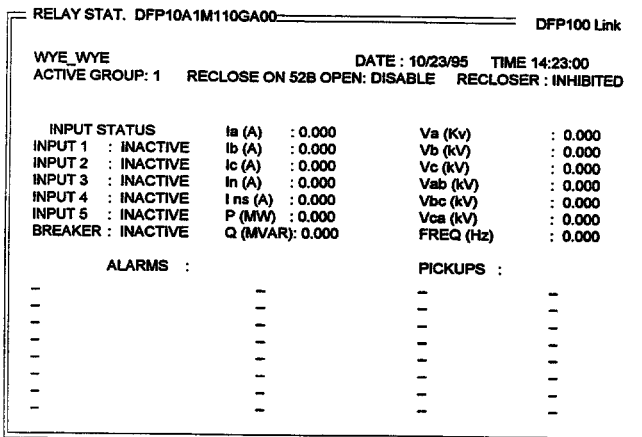 RELAY STAT. DFP10A1M110GA00 DFP100 Link
WYE_WYE DATE : 10/23/95 TIME 14:23:00
ACTIVE GROUP: 1 RECLOSE ON 52B OPEN: DISABLE RECLOSER : INHIBITED
INPUT STATUS Ia (A) : 0.000 Va (Kv) : 0.000
INPUT 1 : INACTIVE Ib (A) : 0.000 Vb (kV) : 0.000
INPUT 2 : INACTIVE Ic (A) : 0.000 Vc (kV) : 0.000
INPUT 3 : INACTIVE In (A) : 0.000 Vab (kV) : 0.000
INPUT 4 : INACTIVE I ns (A) : 0.000 Vbc (kV) : 0.000
INPUT 5 : INACTIVE P (MW) : 0.000 Vca (kV) : 0.000
BREAKER : INACTIVE Q (MVAR): 0.000 FREQ (Hz) : 0.000
ALARMS : PICKUPS :
– – – –
– – – –
– – – –
– – – –
– – – –
– – – –
– – – –
– – – –